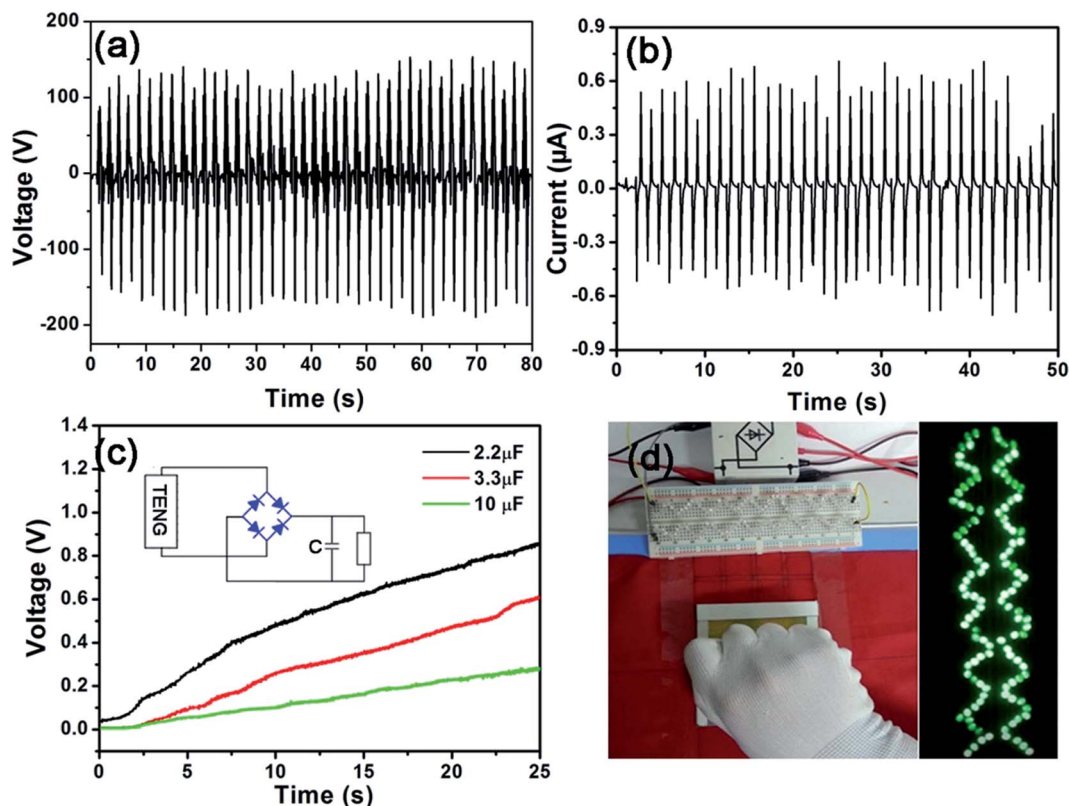 (a)
Voltage (V)
200
100
0
-100
-200
0 10 20 30 40 50 60 70 80
Time (s)
(b)
Current (µA)
0.9
0.6
0.3
0.0
-0.3
-0.6
-0.9
0 10 20 30 40 50
Time (s)
(c)
Voltage (V)
1.4
1.2
1.0
0.8
0.6
0.4
0.2
0.0
0 5 10 15 20 25
Time (s)
TENG
C
2.2µF
3.3µF
10 µF
(d)